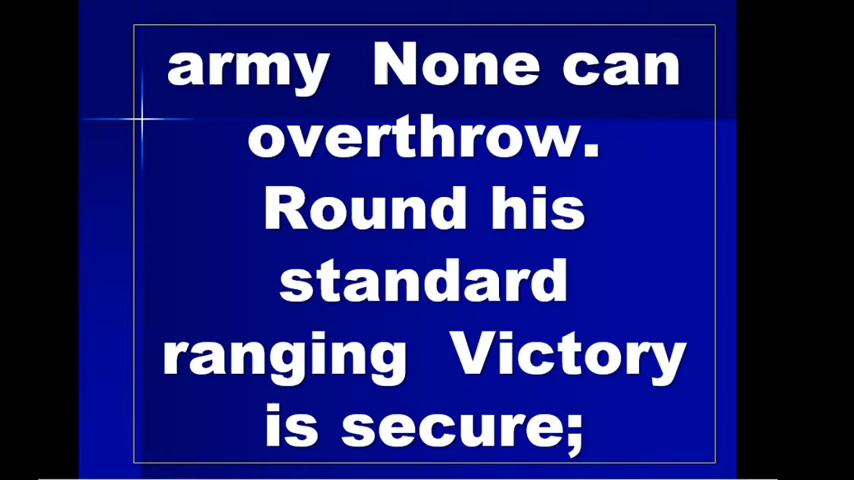 army  None can
overthrow.
Round his
standard
ranging  Victory
is secure;